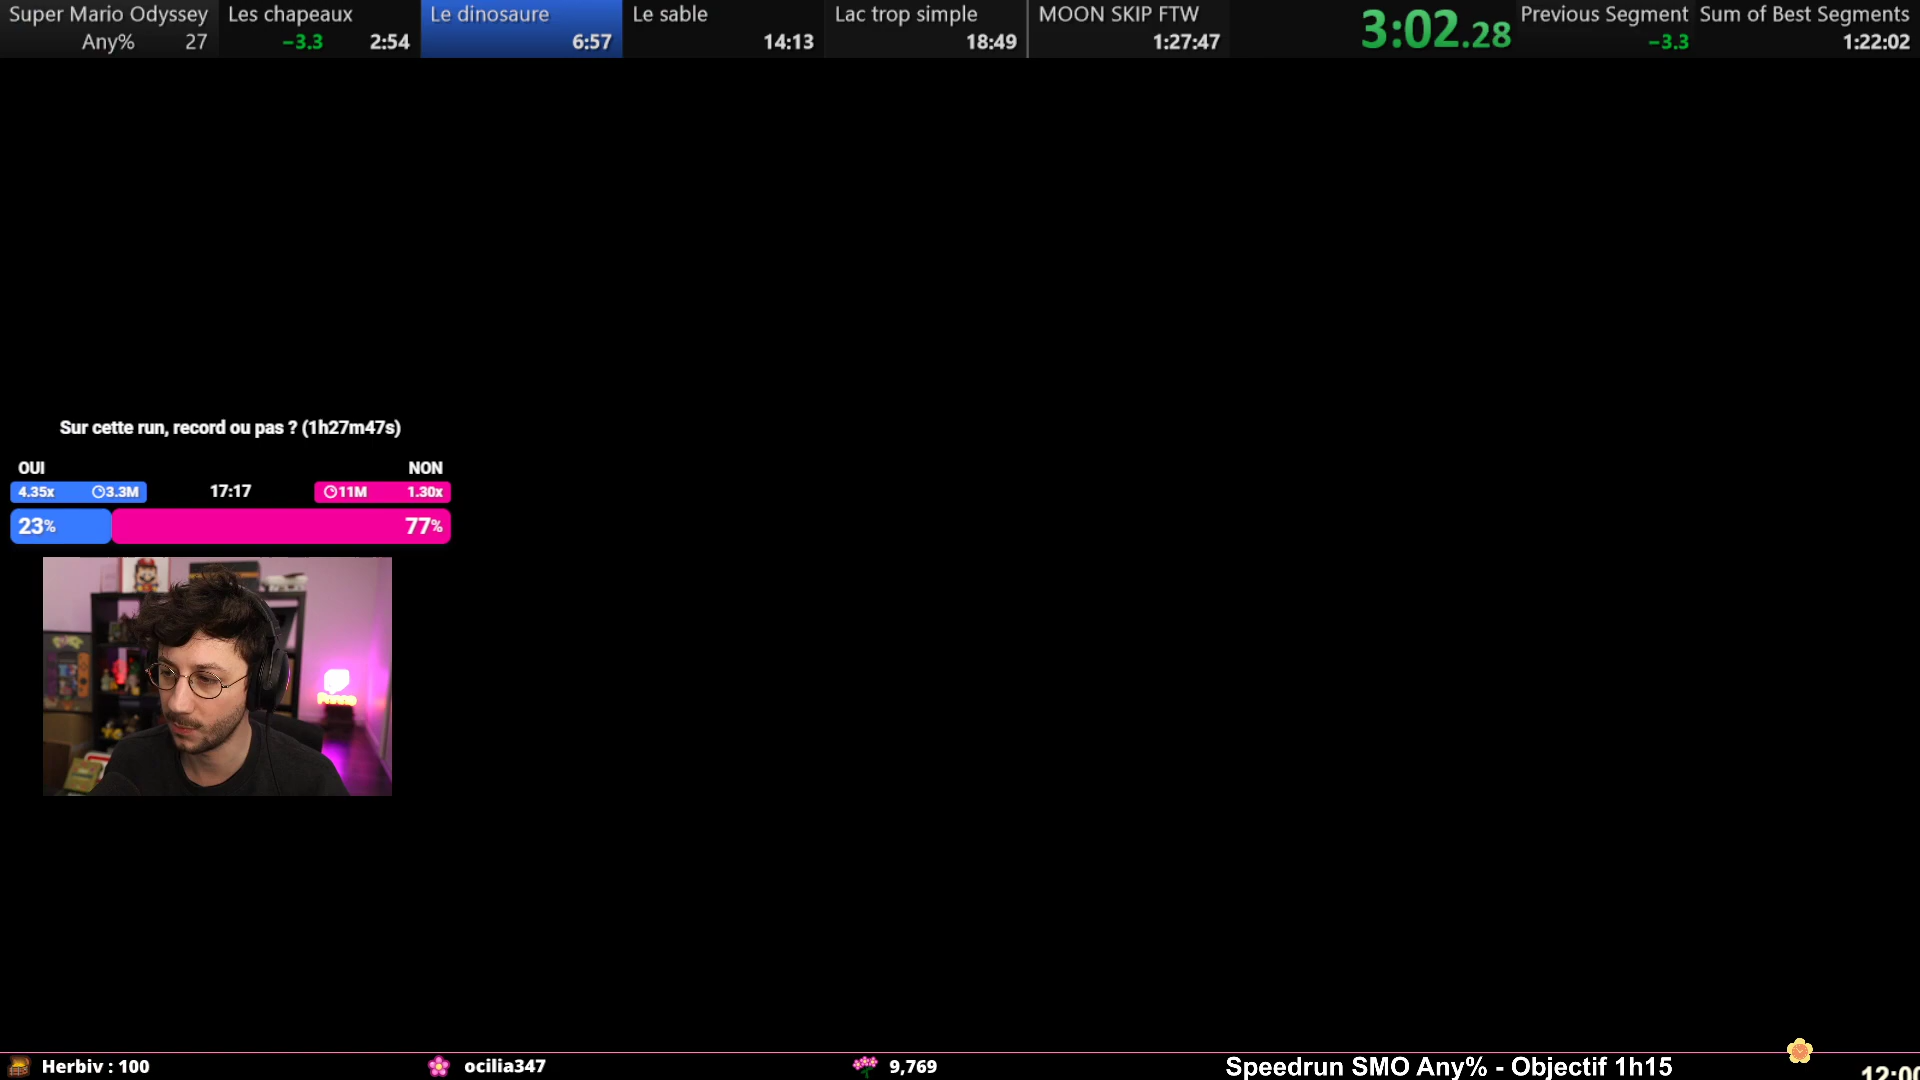 Super Mario Odyssey
Any% 27
Les chapeaux
-3.3 2:54
Le dinosaure
6:57
Le sable
14:13
Lac trop simple
18:49
MOON SKIP FTW
1:27:47
3:02.28
Previous Segment
-3.3
Sum of Best Segments
1:22:02
Sur cette run, record ou pas ? (1h27m47s)
OUI NON
4.35x 3.3M 17:17 11M 1.30x
23% 77%
Herbiv : 100
ocilia347
9,769
Speedrun SMO Any% - Objectif 1h15